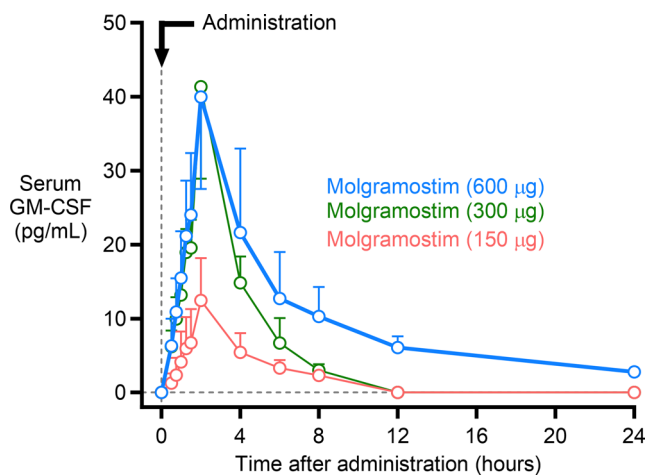 50
Administration
40
30
Serum
GM-CSF
(pg/mL)
Molgramostim (600 μg)
Molgramostim (300 μg)
Molgramostim (150 μg)
20
10
0
0 4 8 12 16 20 24
Time after administration (hours)